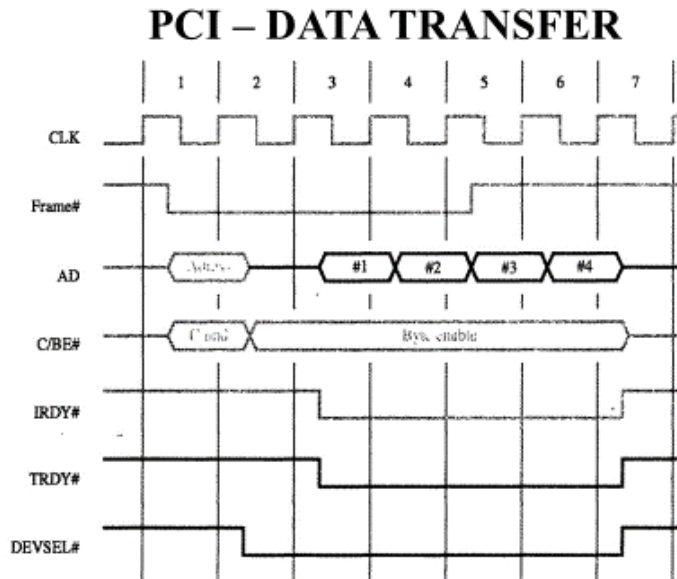 PCI – DATA TRANSFER
1 2 3 4 5 6 7
CLK
Frame#
AD #1 #2 #3 #4
C/BE# Byte enable
IRDY#
TRDY#
DEVSEL#